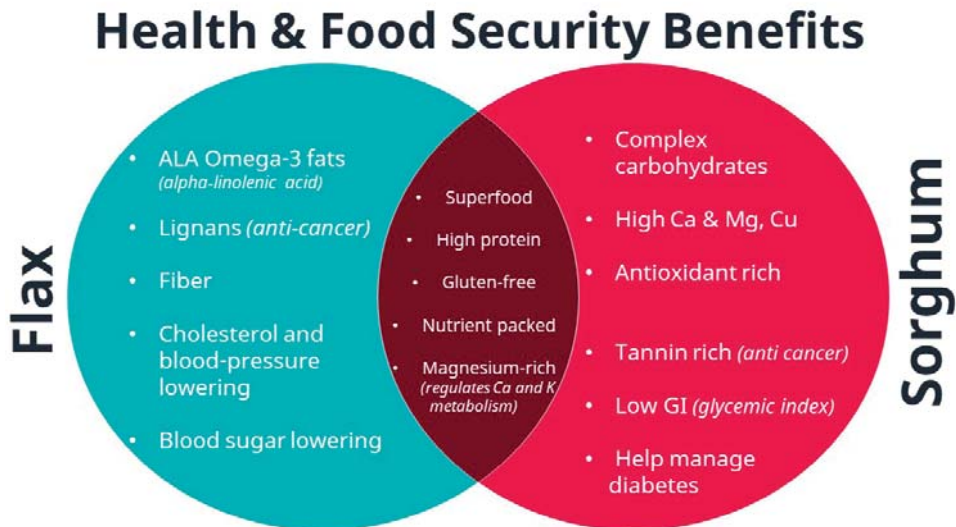 Health & Food Security Benefits
Flax
• ALA Omega-3 fats
(alpha-linolenic acid)
• Lignans (anti-cancer)
• Fiber
• Cholesterol and
blood-pressure
lowering
• Blood sugar lowering
• Superfood
• High protein
• Gluten-free
• Nutrient packed
• Magnesium-rich
(regulates Ca and K
metabolism)
• Complex
carbohydrates
• High Ca & Mg, Cu
• Antioxidant rich
• Tannin rich (anti cancer)
• Low GI (glycemic index)
• Help manage
diabetes
Sorghum